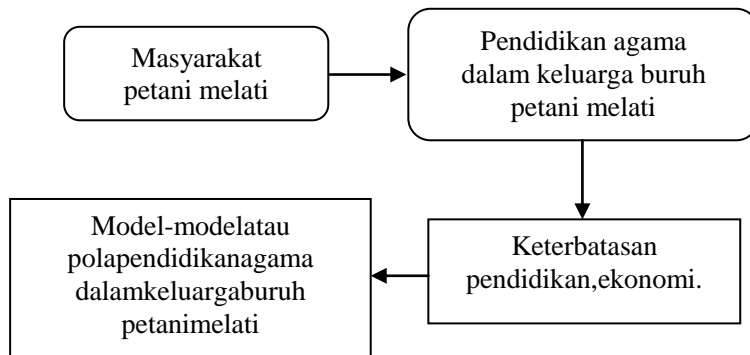 Masyarakat
petani melati
Pendidikan agama
dalam keluarga buruh
petani melati
Keterbatasan
pendidikan,ekonomi.
Model-modelatau
polapendidikanagama
dalamkeluargaburuh
petanimelati